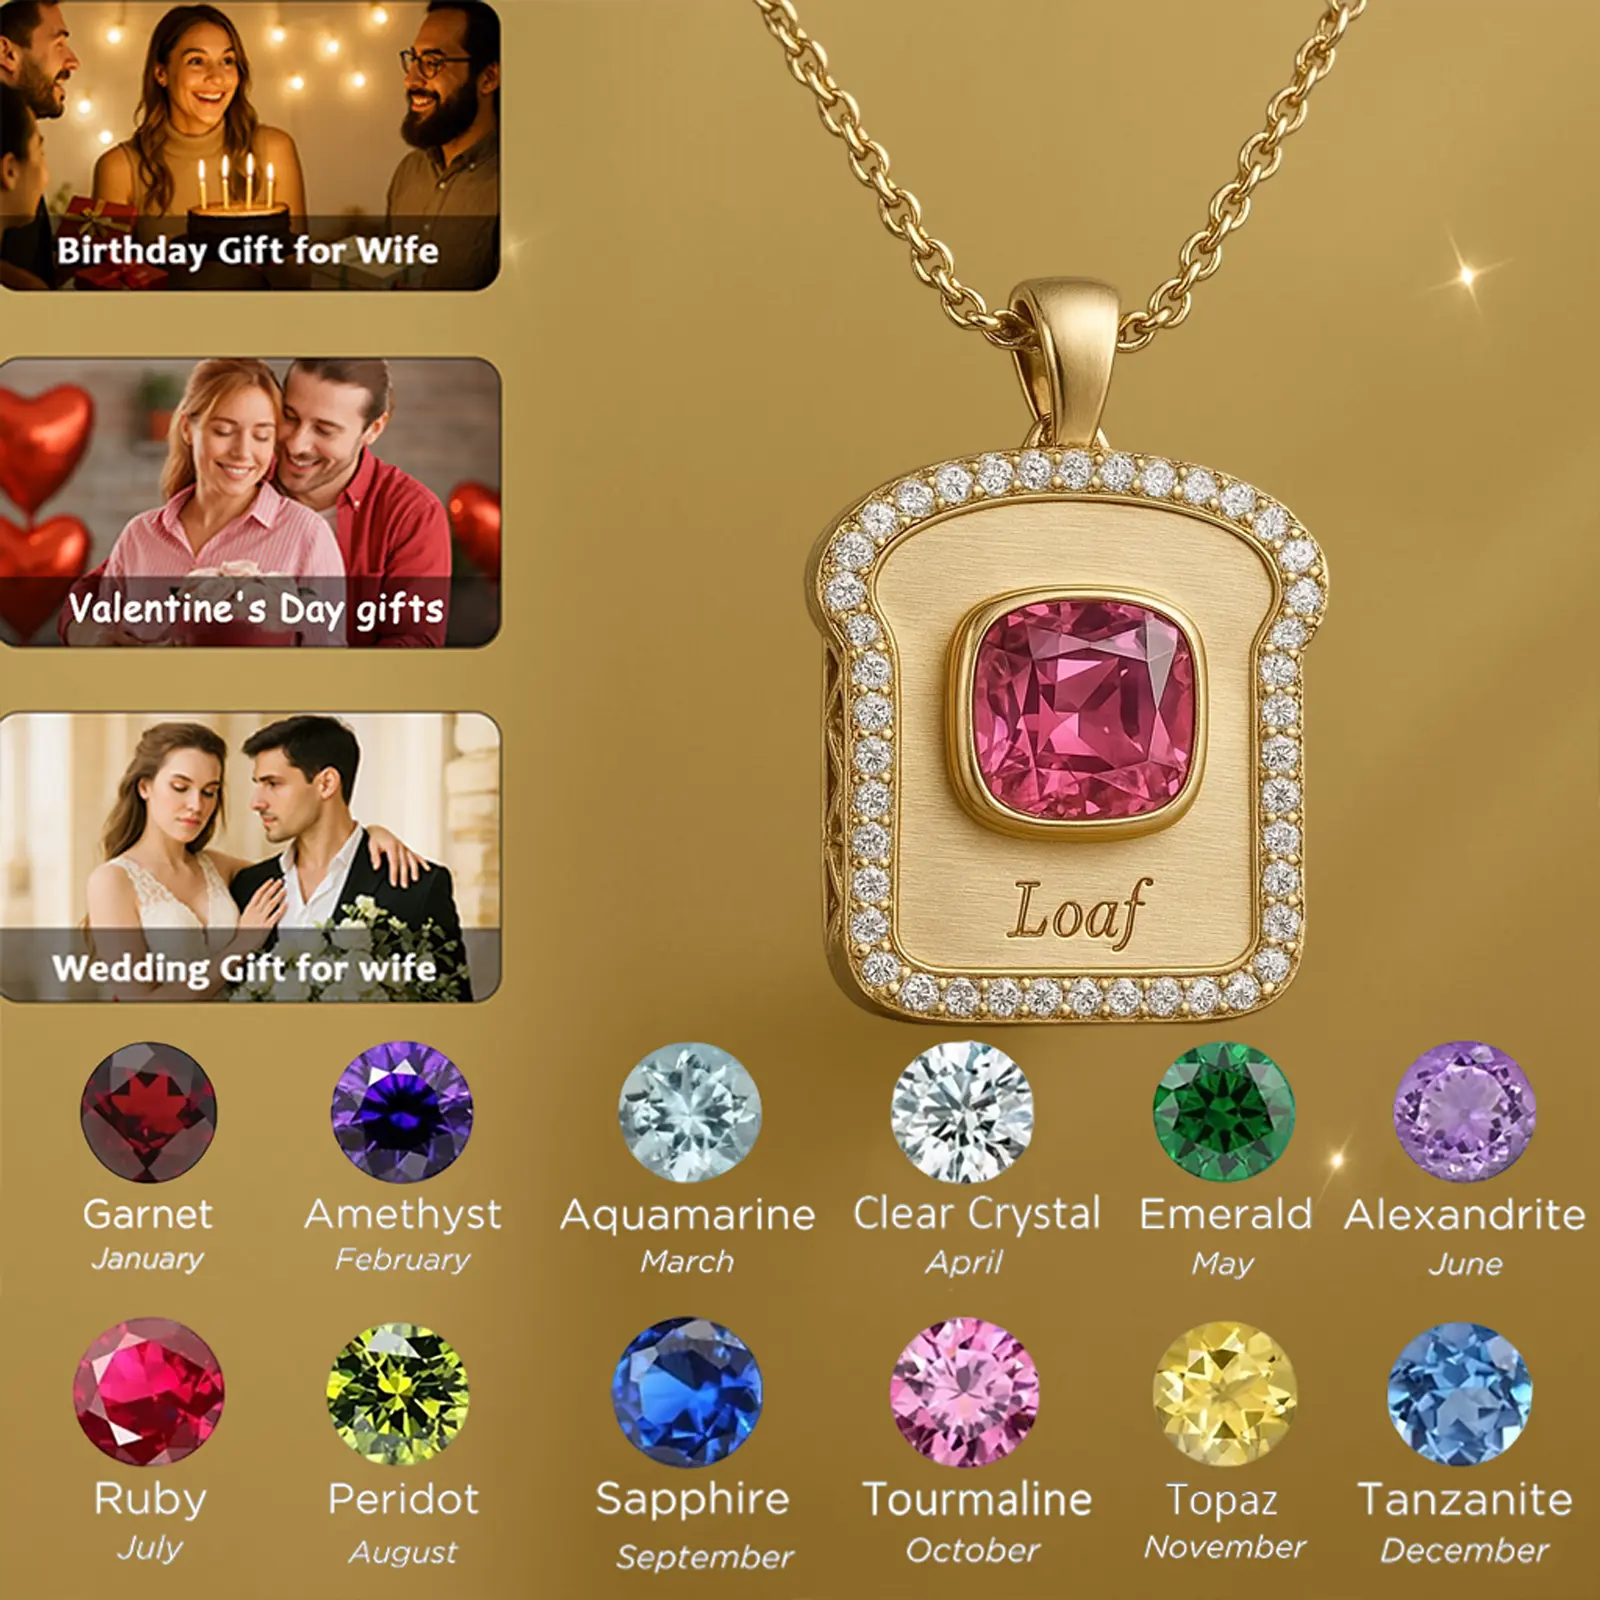 Birthday Gift for Wife
Valentine's Day gifts
Wedding Gift for wife
Loaf
Garnet
January
Amethyst
February
Aquamarine
March
Clear Crystal
April
Emerald
May
Alexandrite
June
Ruby
July
Peridot
August
Sapphire
September
Tourmaline
October
Topaz
November
Tanzanite
December